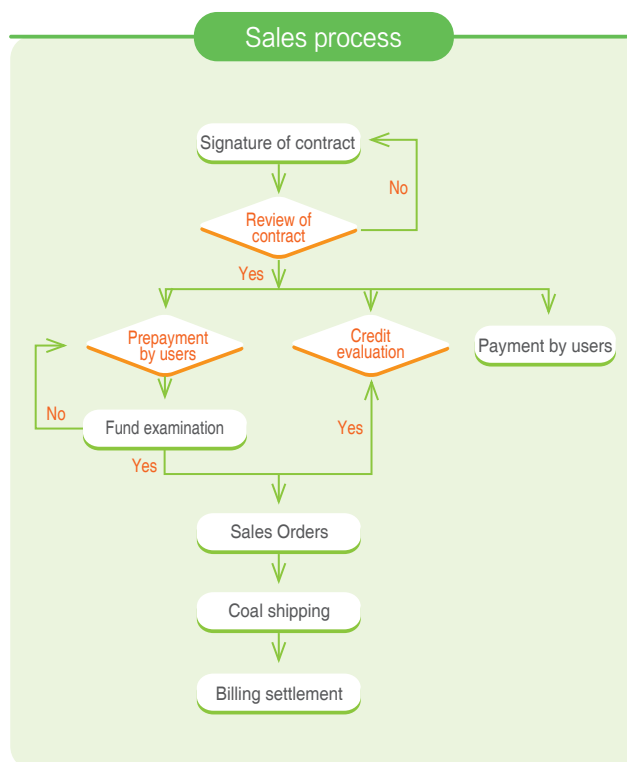 Sales process
Signature of contract
No
Review of
contract
Yes
Prepayment
by users
Credit
evaluation
Payment by users
No
Fund examination
Yes
Yes
Sales Orders
Coal shipping
Billing settlement